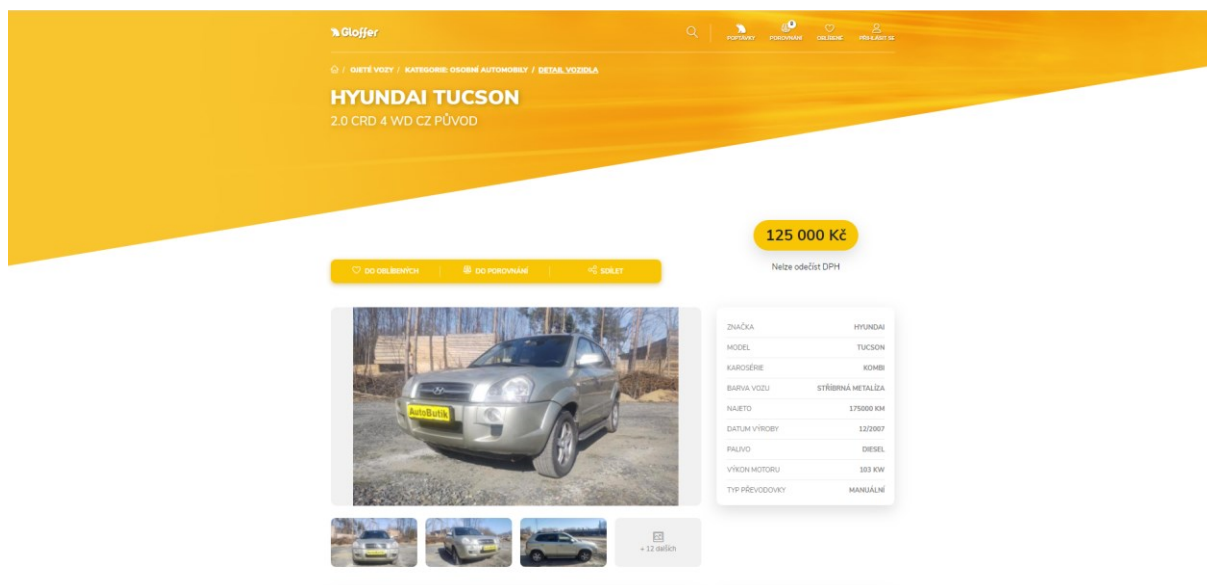 Gloffer
0
POPTÁVKY POROVNÁNÍ OBLÍBENÉ PŘIHLÁSIT SE
/ OJETÉ VOZY / KATEGORIE: OSOBNÍ AUTOMOBILY / DETAIL VOZIDLA
HYUNDAI TUCSON
2.0 CRD 4 WD CZ PŮVOD
125 000 Kč
Nelze odečíst DPH
DO OBLÍBENÝCH DO POROVNÁNÍ SDÍLET
AutoButik
ZNAČKA HYUNDAI
MODEL TUCSON
KAROSÉRIE KOMBI
BARVA VOZU STŘÍBRNÁ METALÍZA
NAJETO 175000 KM
DATUM VÝROBY 12/2007
PALIVO DIESEL
VÝKON MOTORU 103 KW
TYP PŘEVODOVKY MANUÁLNÍ
+ 12 dalších